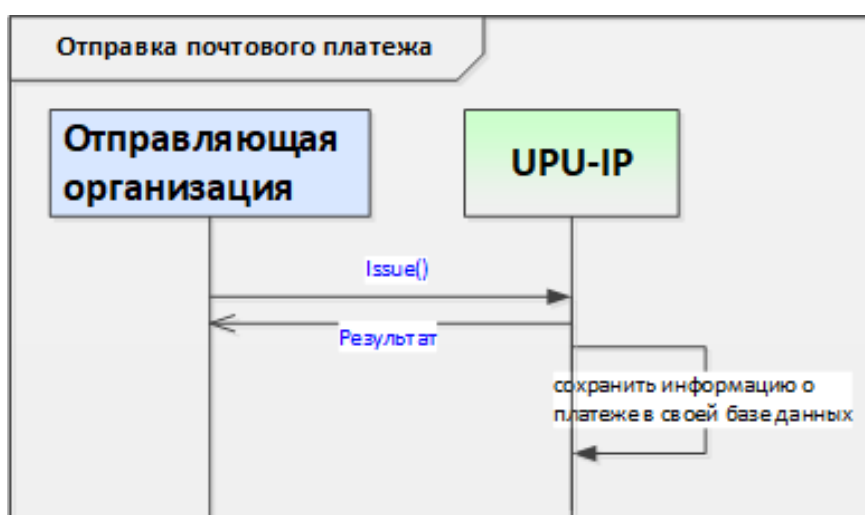 Отправка почтового платежа
Отправляющая
организация
UPU-IP
Issue()
Результат
сохранить информацию о
платеже в своей базе данных